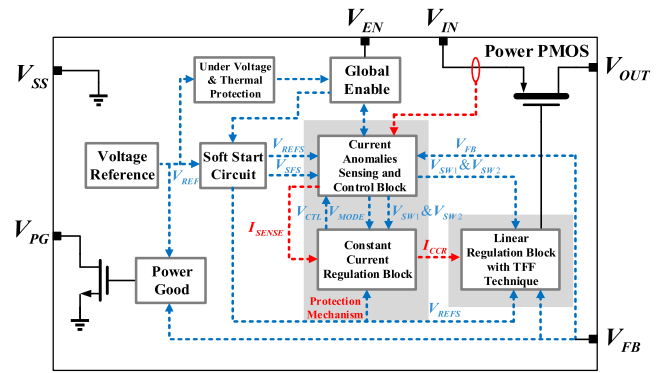 V_EN
V_IN
Power PMOS
V_OUT
V_SS
Under Voltage
& Thermal
Protection
Global
Enable
Voltage
Reference
V_REF
Soft Start
Circuit
V_REFS
V_SFS
Current
Anomalies
Sensing and
Control Block
V_FB
V_SW1&V_SW2
I_SENSE
V_CTL
V_MODE
V_SW1&V_SW2
V_PG
Power
Good
Constant
Current
Regulation Block
I_CCR
Linear
Regulation Block
with TFF
Technique
Protection
Mechanism
V_REFS
V_FB